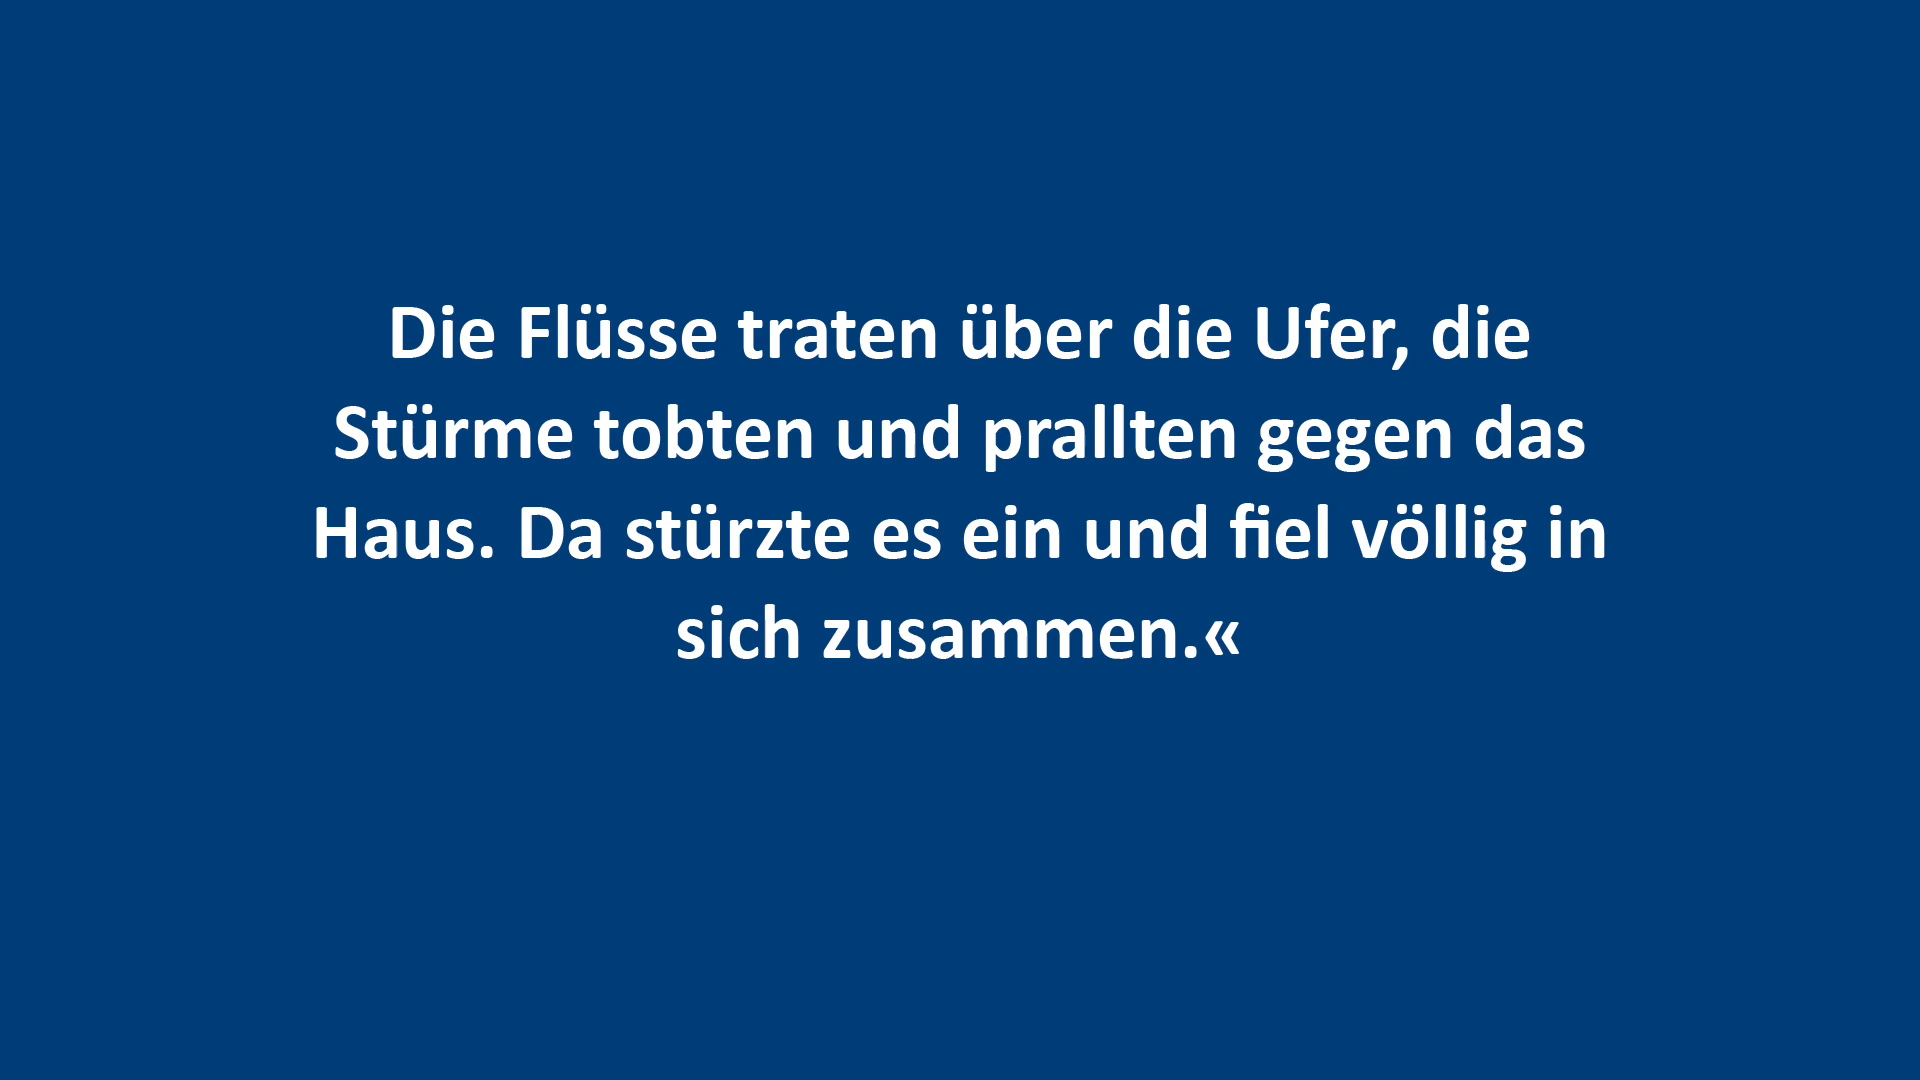 Die Flüsse traten über die Ufer, die
Stürme tobten und prallten gegen das
Haus. Da stürzte es ein und fiel völlig in
sich zusammen.«